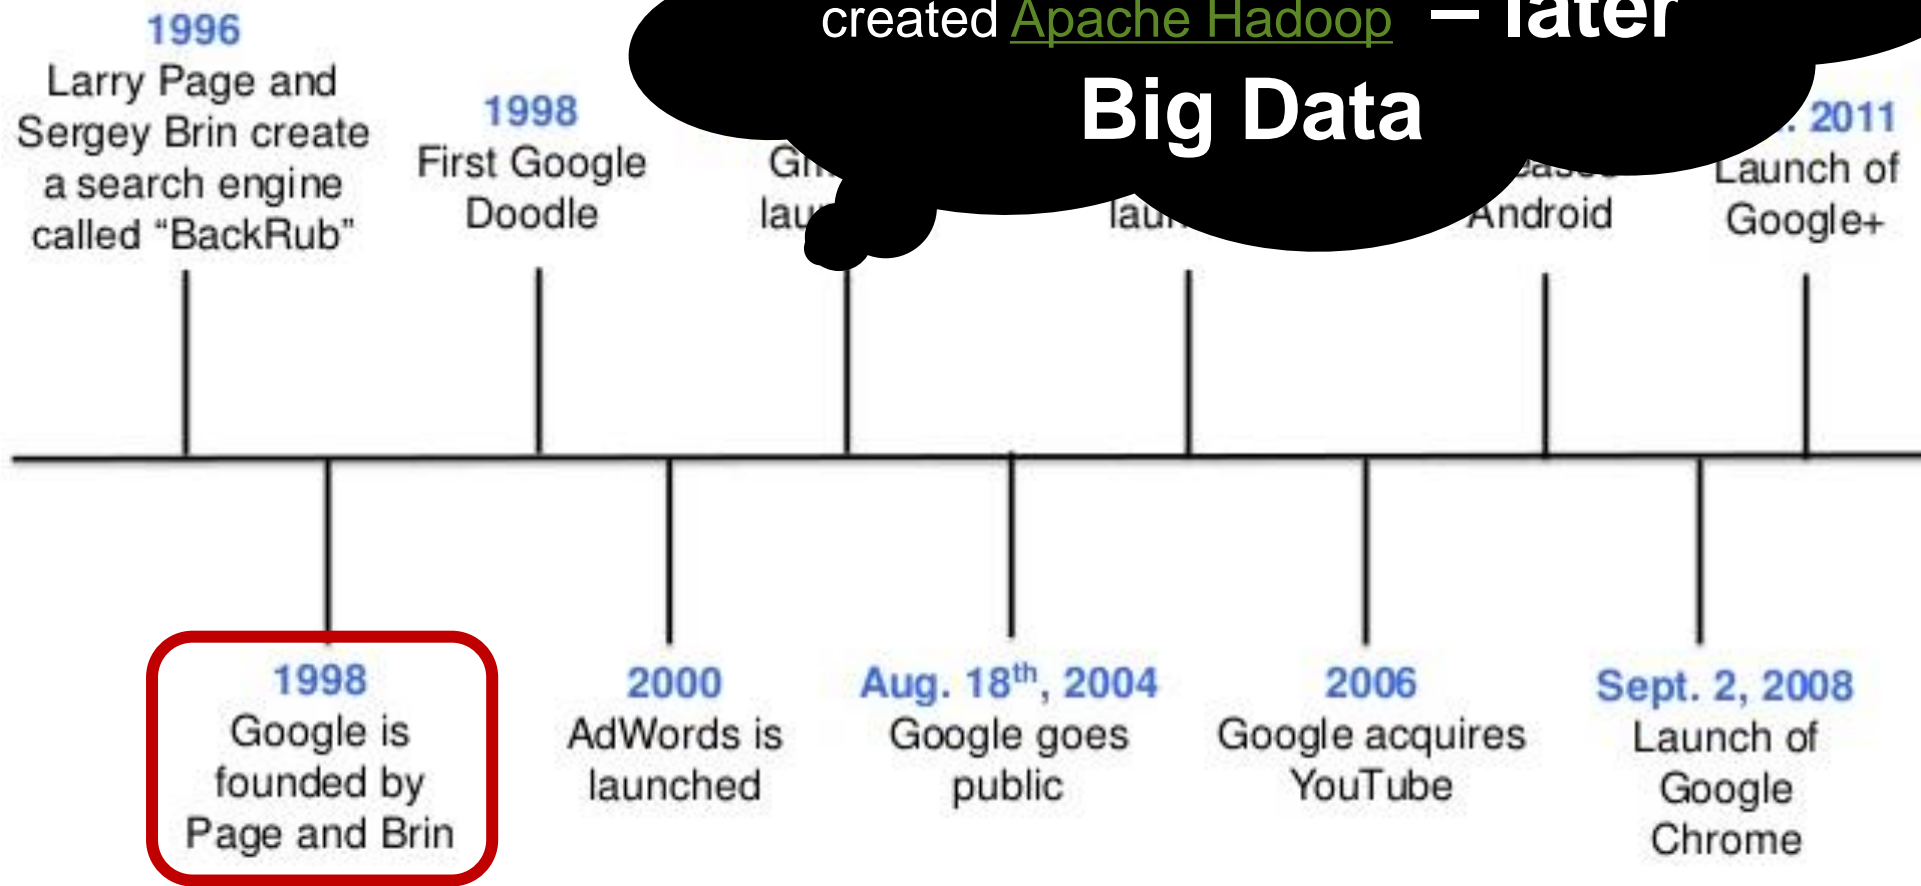 created Apache Hadoop – later
Big Data
1996
Larry Page and
Sergey Brin create
a search engine
called “BackRub”
1998
First Google
Doodle
2011
Launch of
Google+
Android
1998
Google is
founded by
Page and Brin
2000
AdWords is
launched
Aug. 18th, 2004
Google goes
public
2006
Google acquires
YouTube
Sept. 2, 2008
Launch of
Google
Chrome